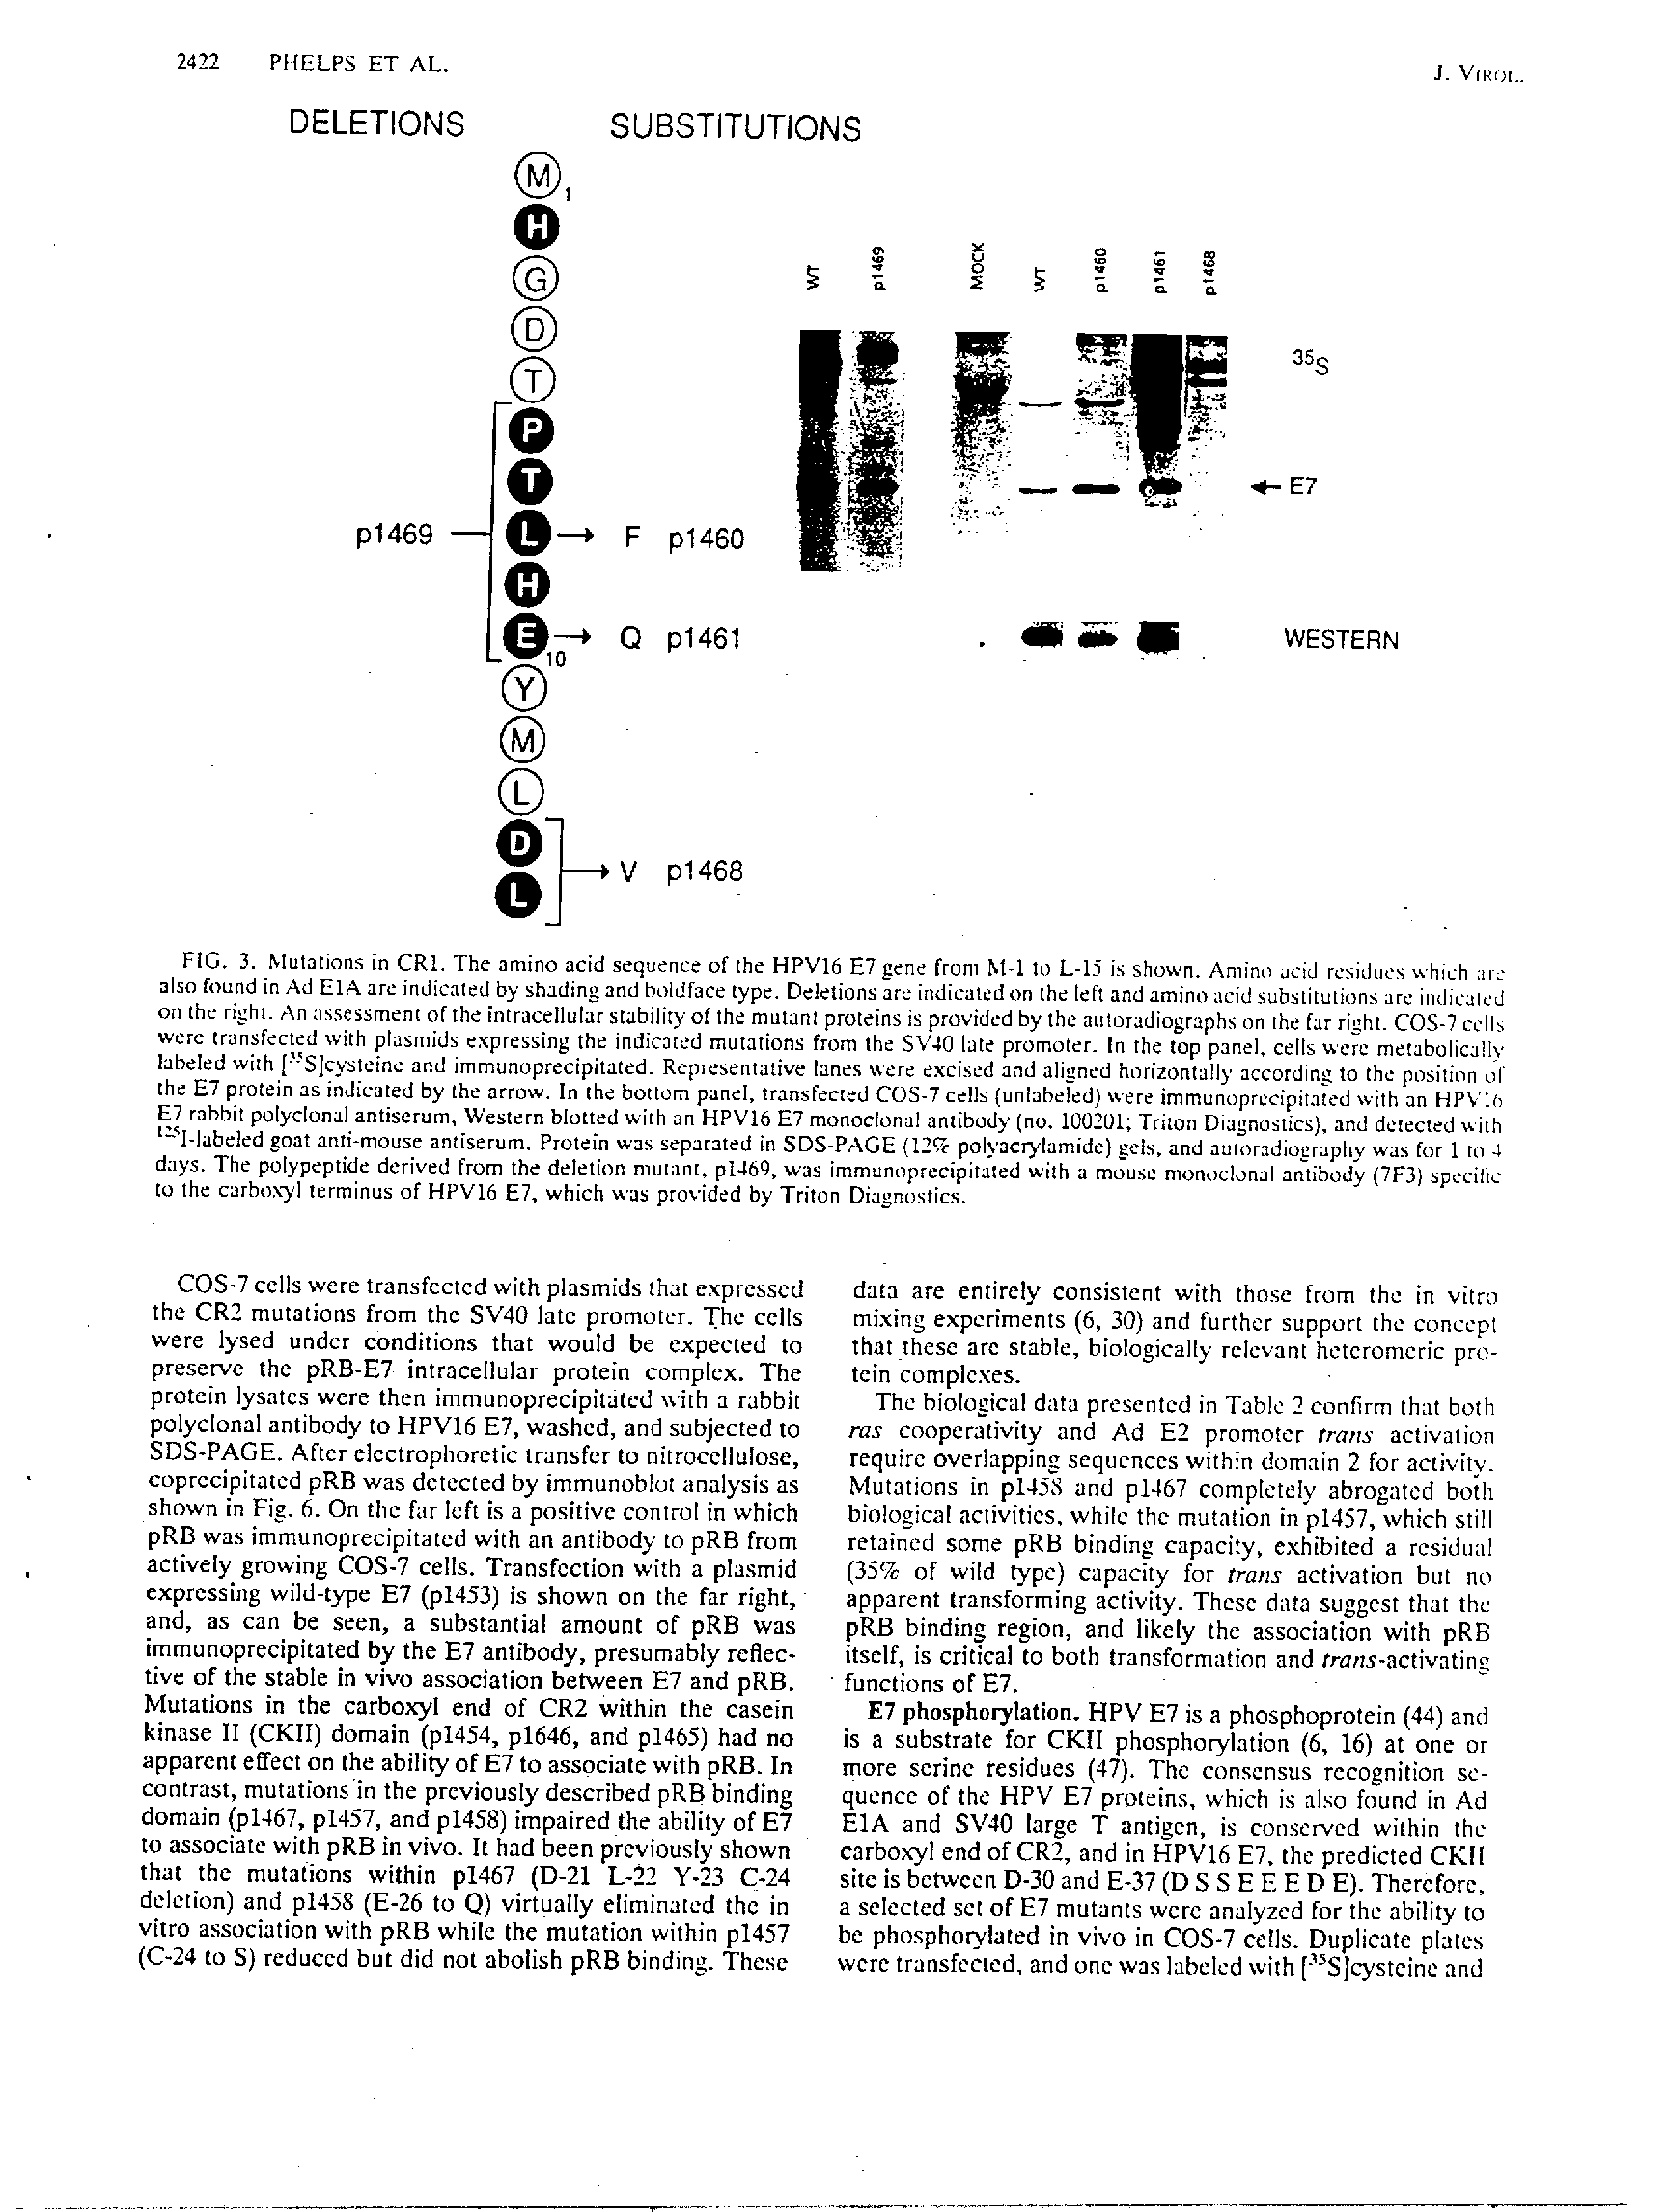 2422 PHELPS ET AL.
J. VIROL.
DELETIONS
SUBSTITUTIONS
M 1
H
G
D
T
P
T
L → F p1460
H
E 10 → Q p1461
Y
M
L
D
L
→ V p1468
p1469
WT
p1469
MOCK
WT
p1460
p1461
p1468
35S
← E7
WESTERN
FIG. 3. Mutations in CR1. The amino acid sequence of the HPV16 E7 gene from M-1 to L-15 is shown. Amino acid residues which are
also found in Ad E1A are indicated by shading and boldface type. Deletions are indicated on the left and amino acid substitutions are indicated
on the right. An assessment of the intracellular stability of the mutant proteins is provided by the autoradiographs on the far right. COS-7 cells
were transfected with plasmids expressing the indicated mutations from the SV40 late promoter. In the top panel, cells were metabolically
labeled with [35S]cysteine and immunoprecipitated. Representative lanes were excised and aligned horizontally according to the position of
the E7 protein as indicated by the arrow. In the bottom panel, transfected COS-7 cells (unlabeled) were immunoprecipitated with an HPV16
E7 rabbit polyclonal antiserum, Western blotted with an HPV16 E7 monoclonal antibody (no. 100201; Triton Diagnostics), and detected with
125I-labeled goat anti-mouse antiserum. Protein was separated in SDS-PAGE (12% polyacrylamide) gels, and autoradiography was for 1 to 4
days. The polypeptide derived from the deletion mutant, p1469, was immunoprecipitated with a mouse monoclonal antibody (7F3) specific
to the carboxyl terminus of HPV16 E7, which was provided by Triton Diagnostics.
COS-7 cells were transfected with plasmids that expressed
the CR2 mutations from the SV40 late promoter. The cells
were lysed under conditions that would be expected to
preserve the pRB-E7 intracellular protein complex. The
protein lysates were then immunoprecipitated with a rabbit
polyclonal antibody to HPV16 E7, washed, and subjected to
SDS-PAGE. After electrophoretic transfer to nitrocellulose,
coprecipitated pRB was detected by immunoblot analysis as
shown in Fig. 6. On the far left is a positive control in which
pRB was immunoprecipitated with an antibody to pRB from
actively growing COS-7 cells. Transfection with a plasmid
expressing wild-type E7 (p1453) is shown on the far right,
and, as can be seen, a substantial amount of pRB was
immunoprecipitated by the E7 antibody, presumably reflec-
tive of the stable in vivo association between E7 and pRB.
Mutations in the carboxyl end of CR2 within the casein
kinase II (CKII) domain (p1454, p1646, and p1465) had no
apparent effect on the ability of E7 to associate with pRB. In
contrast, mutations in the previously described pRB binding
domain (p1467, p1457, and p1458) impaired the ability of E7
to associate with pRB in vivo. It had been previously shown
that the mutations within p1467 (D-21 L-22 Y-23 C-24
deletion) and p1458 (E-26 to Q) virtually eliminated the in
vitro association with pRB while the mutation within p1457
(C-24 to S) reduced but did not abolish pRB binding. These
data are entirely consistent with those from the in vitro
mixing experiments (6, 30) and further support the concept
that these are stable, biologically relevant heteromeric pro-
tein complexes.
The biological data presented in Table 2 confirm that both
ras cooperativity and Ad E2 promoter trans activation
require overlapping sequences within domain 2 for activity.
Mutations in p1458 and p1467 completely abrogated both
biological activities, while the mutation in p1457, which still
retained some pRB binding capacity, exhibited a residual
(35% of wild type) capacity for trans activation but no
apparent transforming activity. These data suggest that the
pRB binding region, and likely the association with pRB
itself, is critical to both transformation and trans-activating
functions of E7.
E7 phosphorylation. HPV E7 is a phosphoprotein (44) and
is a substrate for CKII phosphorylation (6, 16) at one or
more serine residues (47). The consensus recognition se-
quence of the HPV E7 proteins, which is also found in Ad
E1A and SV40 large T antigen, is conserved within the
carboxyl end of CR2, and in HPV16 E7, the predicted CKII
site is between D-30 and E-37 (D S S E E E D E). Therefore,
a selected set of E7 mutants were analyzed for the ability to
be phosphorylated in vivo in COS-7 cells. Duplicate plates
were transfected, and one was labeled with [35S]cysteine and